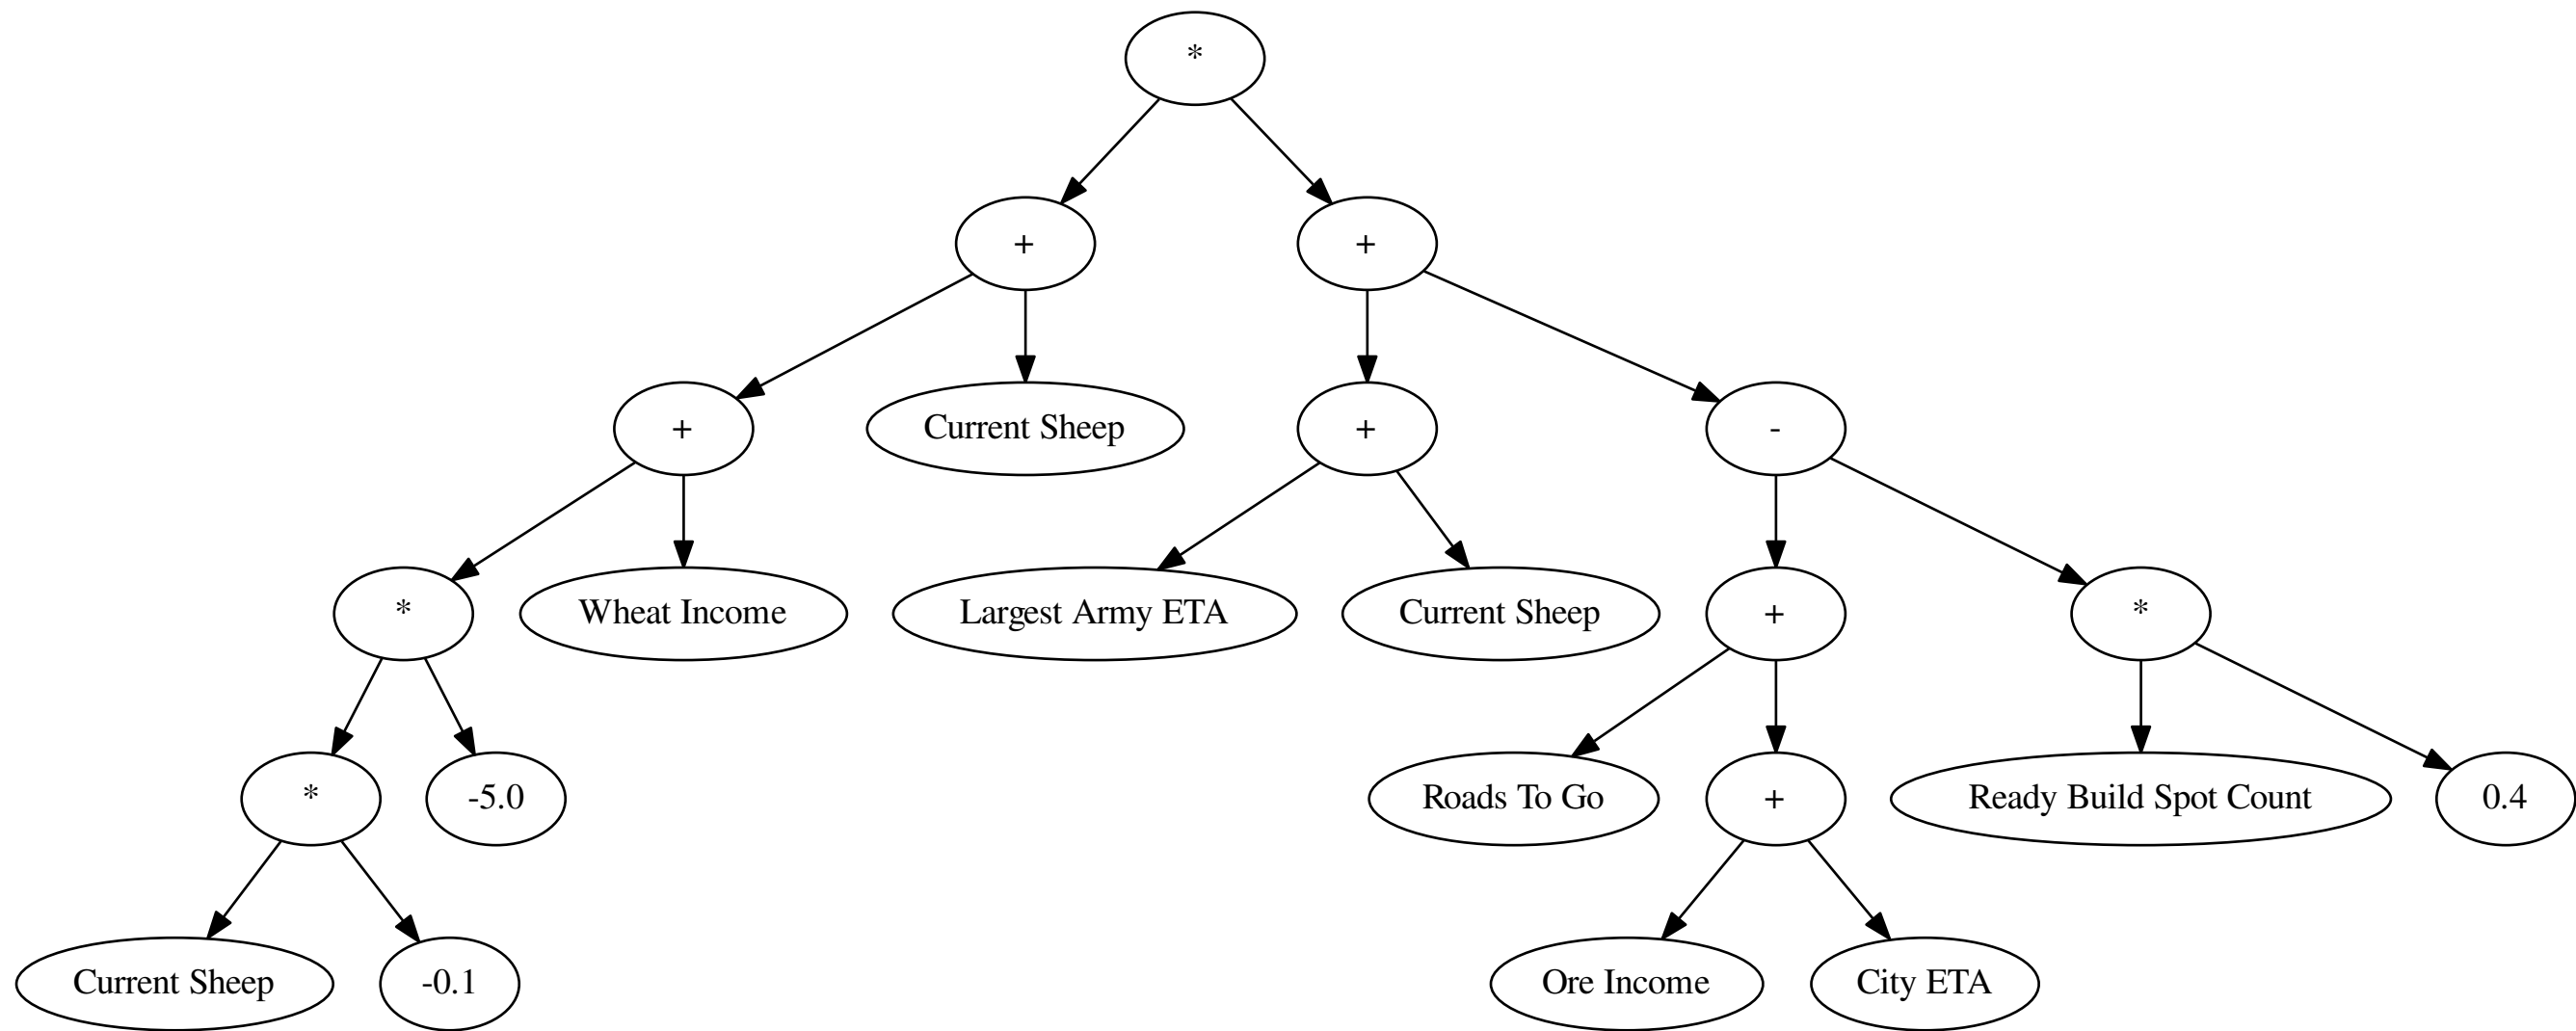 *
+
+
+
Current Sheep
+
-
*
Wheat Income
Largest Army ETA
Current Sheep
+
*
*
-5.0
Roads To Go
+
Ready Build Spot Count
0.4
Current Sheep
-0.1
Ore Income
City ETA